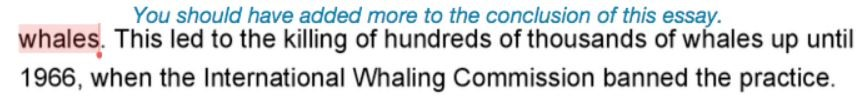 You should have added more to the conclusion of this essay.
whales. This led to the killing of hundreds of thousands of whales up until
1966, when the International Whaling Commission banned the practice.